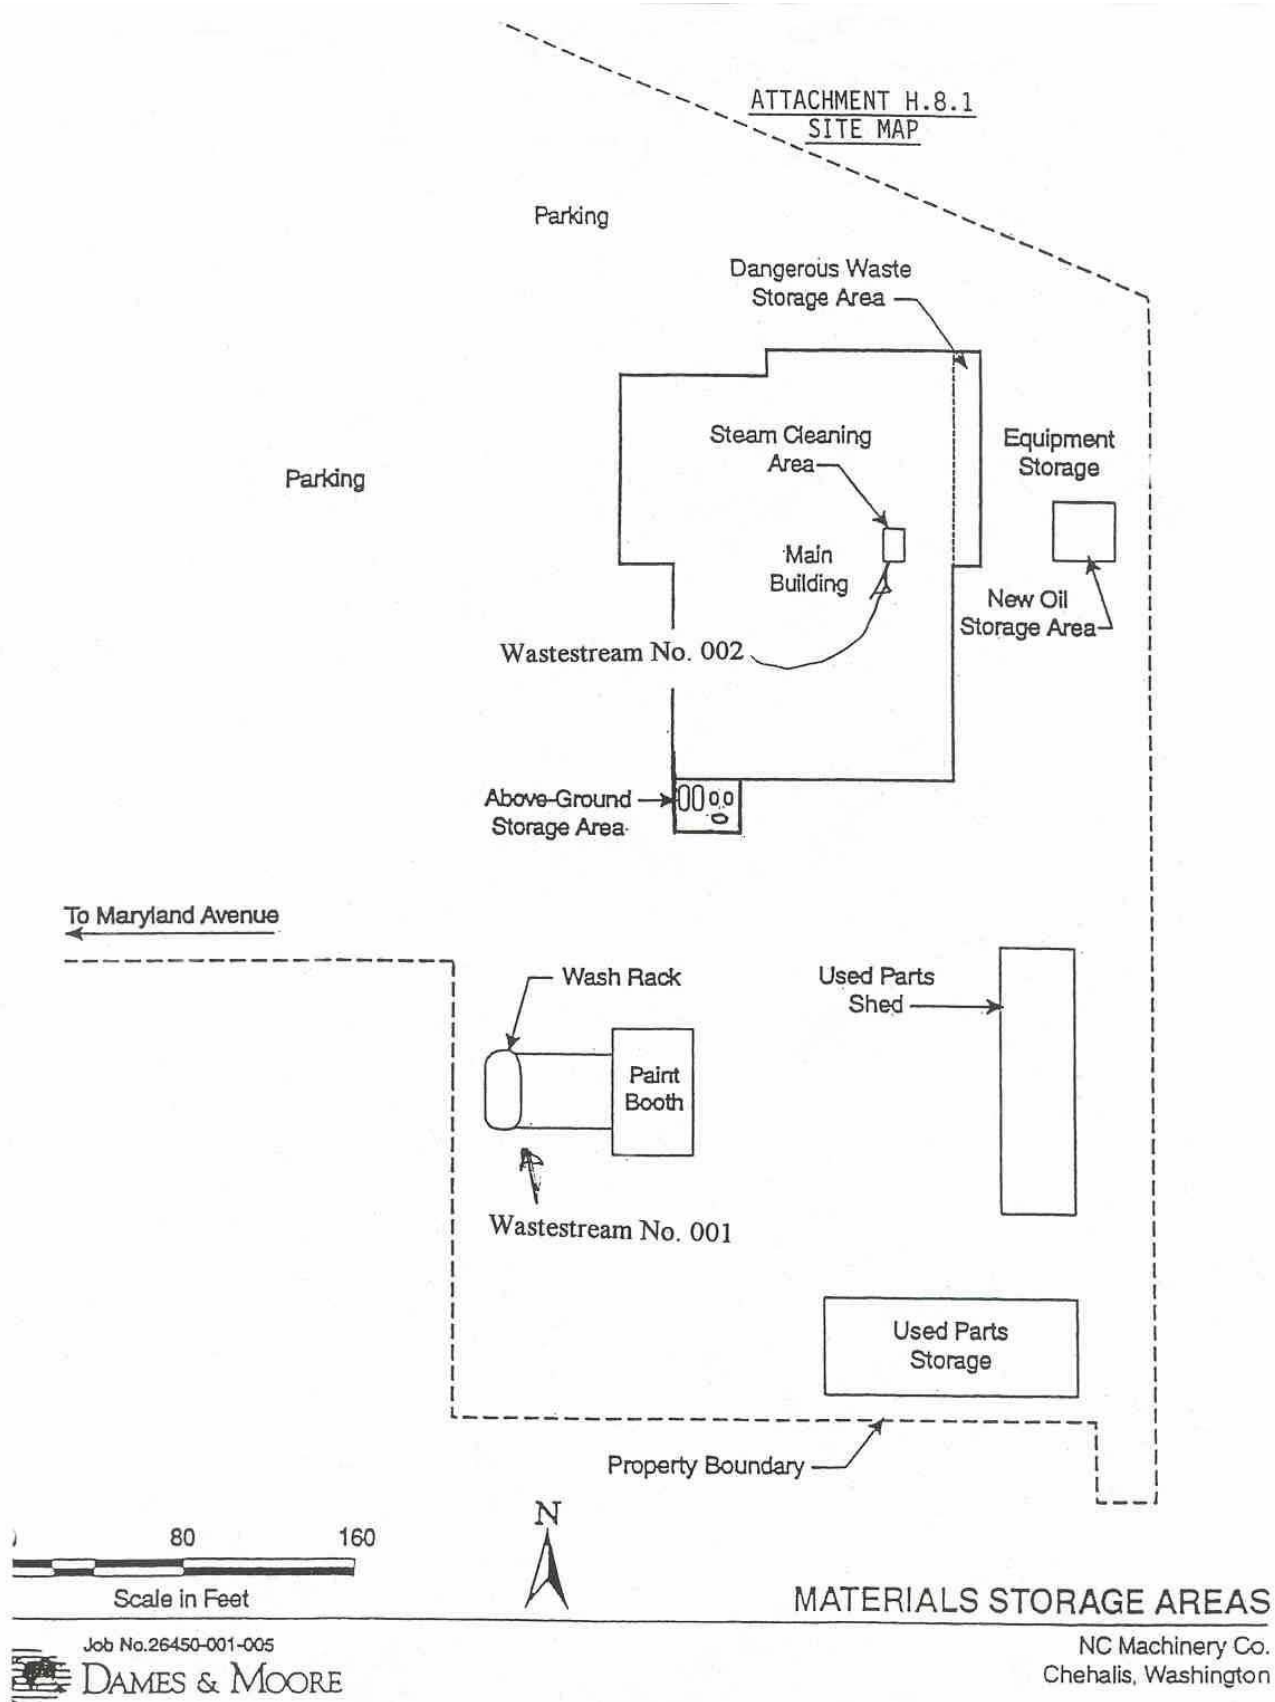 ATTACHMENT H.8.1
SITE MAP
Parking
Dangerous Waste
Storage Area
Steam Cleaning
Area
Equipment
Storage
Parking
Main
Building
New Oil
Storage Area
Wastestream No. 002
Above-Ground
Storage Area
To Maryland Avenue
Wash Rack
Used Parts
Shed
Paint
Booth
Wastestream No. 001
Used Parts
Storage
Property Boundary
N
80 160
Scale in Feet
MATERIALS STORAGE AREAS
Job No.26450-001-005
DAMES & MOORE
NC Machinery Co.
Chehalis, Washington